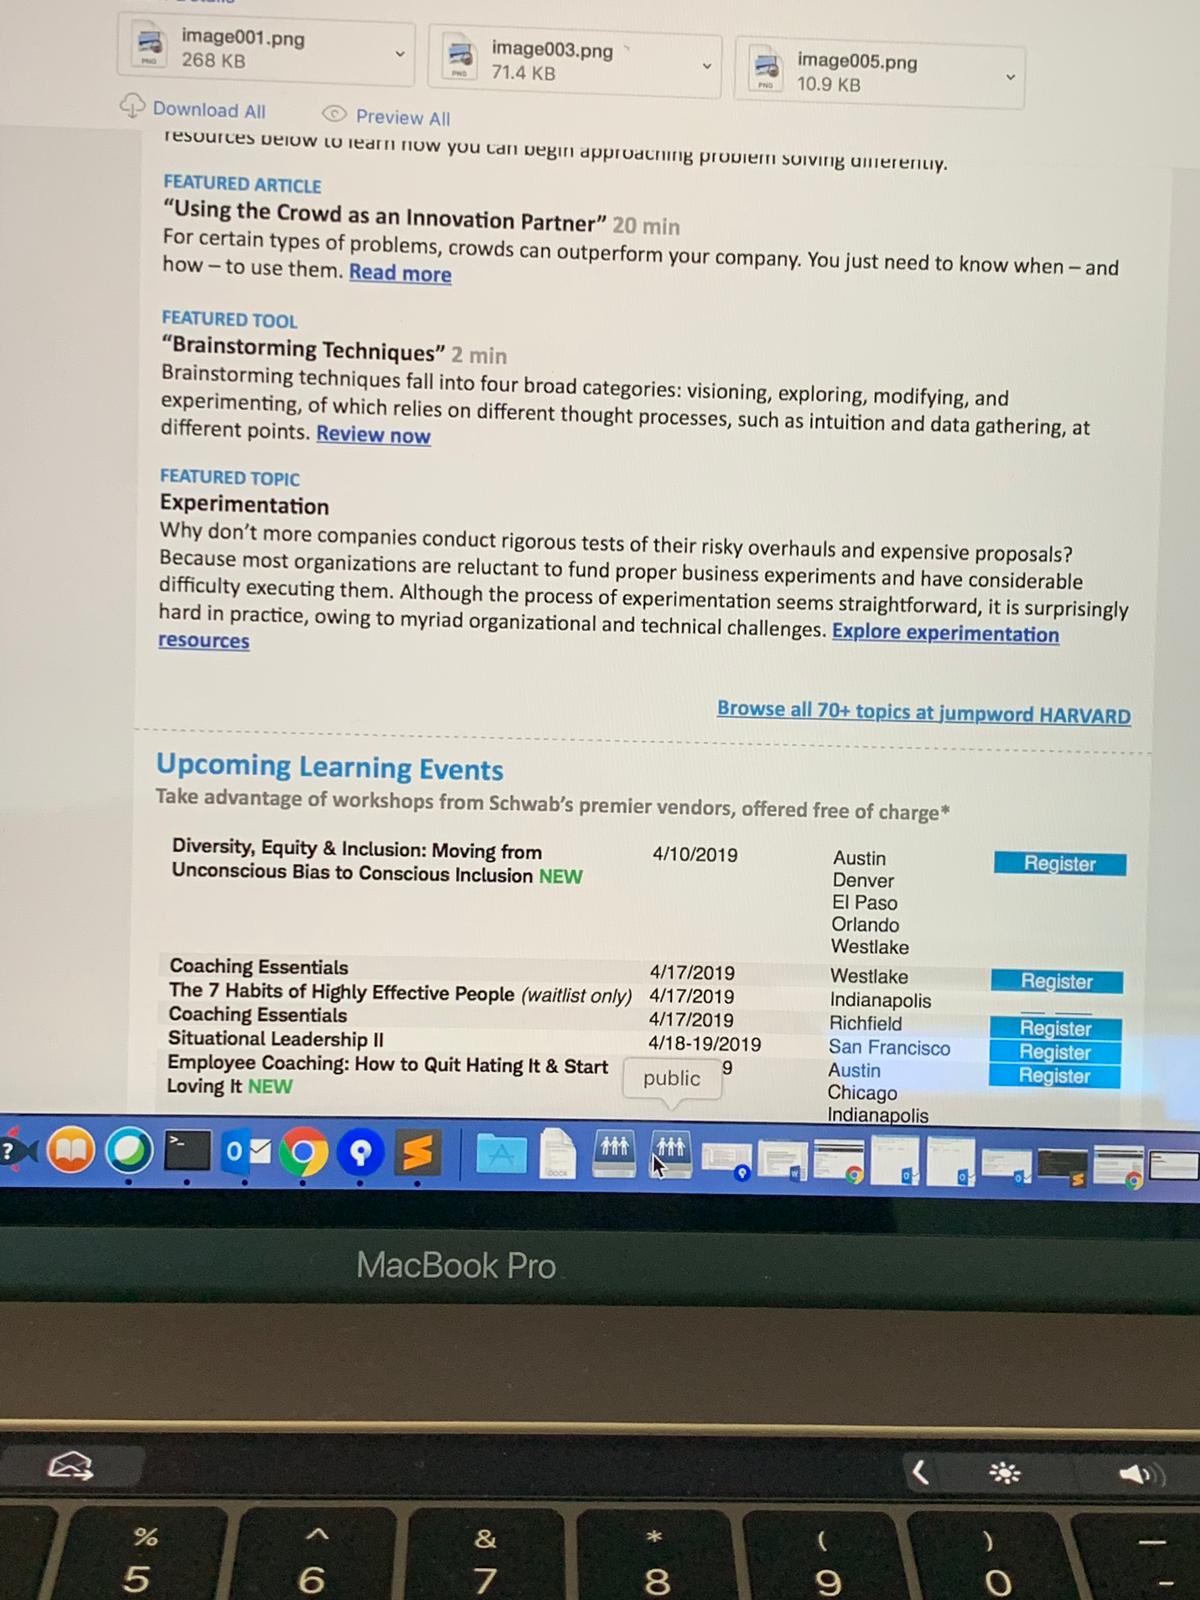 image001.png
268 KB
image003.png
71.4 KB
image005.png
10.9 KB
Download All
Preview All
resources below to learn how you can begin approaching problem solving differently.
FEATURED ARTICLE
“Using the Crowd as an Innovation Partner” 20 min
For certain types of problems, crowds can outperform your company. You just need to know when – and
how – to use them. Read more
FEATURED TOOL
“Brainstorming Techniques” 2 min
Brainstorming techniques fall into four broad categories: visioning, exploring, modifying, and
experimenting, of which relies on different thought processes, such as intuition and data gathering, at
different points. Review now
FEATURED TOPIC
Experimentation
Why don’t more companies conduct rigorous tests of their risky overhauls and expensive proposals?
Because most organizations are reluctant to fund proper business experiments and have considerable
difficulty executing them. Although the process of experimentation seems straightforward, it is surprisingly
hard in practice, owing to myriad organizational and technical challenges. Explore experimentation
resources
Browse all 70+ topics at jumpword HARVARD
Upcoming Learning Events
Take advantage of workshops from Schwab’s premier vendors, offered free of charge*
Diversity, Equity & Inclusion: Moving from 4/10/2019 Austin Register
Unconscious Bias to Conscious Inclusion NEW Denver
El Paso
Orlando
Westlake
Coaching Essentials 4/17/2019 Westlake Register
The 7 Habits of Highly Effective People (waitlist only) 4/17/2019 Indianapolis
Coaching Essentials 4/17/2019 Richfield Register
Situational Leadership II 4/18-19/2019 San Francisco Register
Employee Coaching: How to Quit Hating It & Start 9 Austin Register
Loving It NEW Chicago
Indianapolis
public
MacBook Pro
% ^ & * ( ) —
5 6 7 8 9 0 -